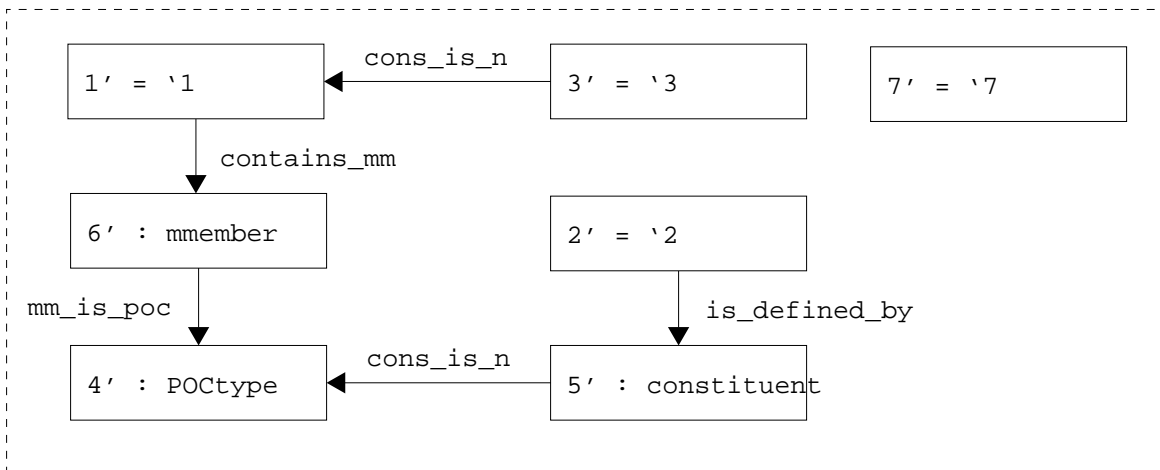 cons_is_n
1′ = ‘1
3′ = ‘3
7′ = ‘7
contains_mm
6′ : mmember
2′ = ‘2
mm_is_poc
is_defined_by
cons_is_n
4′ : POCtype
5′ : constituent